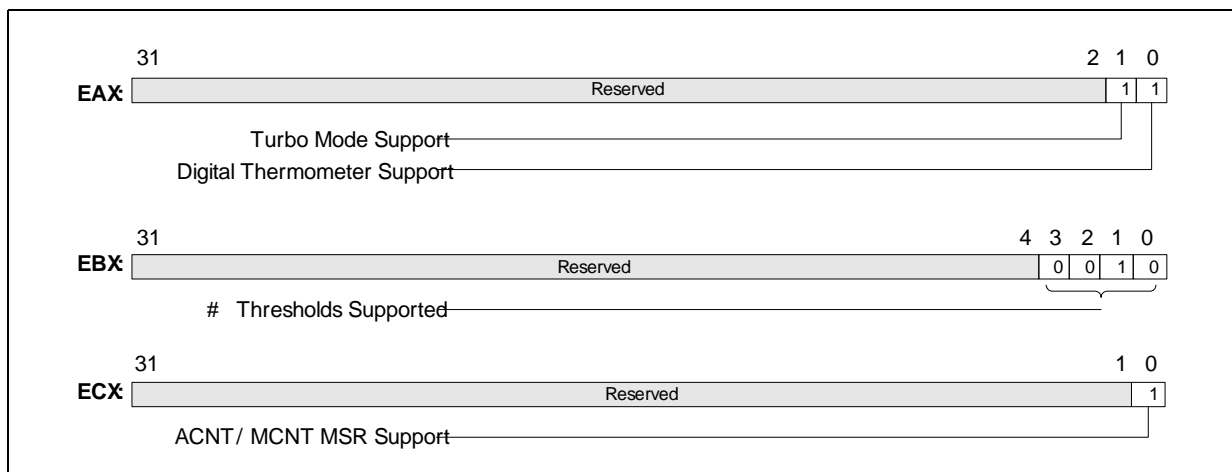 31 2 1 0
EAX: Reserved 1 1
Turbo Mode Support
Digital Thermometer Support
31 4 3 2 1 0
EBX: Reserved 0 0 1 0
# Thresholds Supported
31 1 0
ECX: Reserved 1
ACNT/ MCNT MSR Support